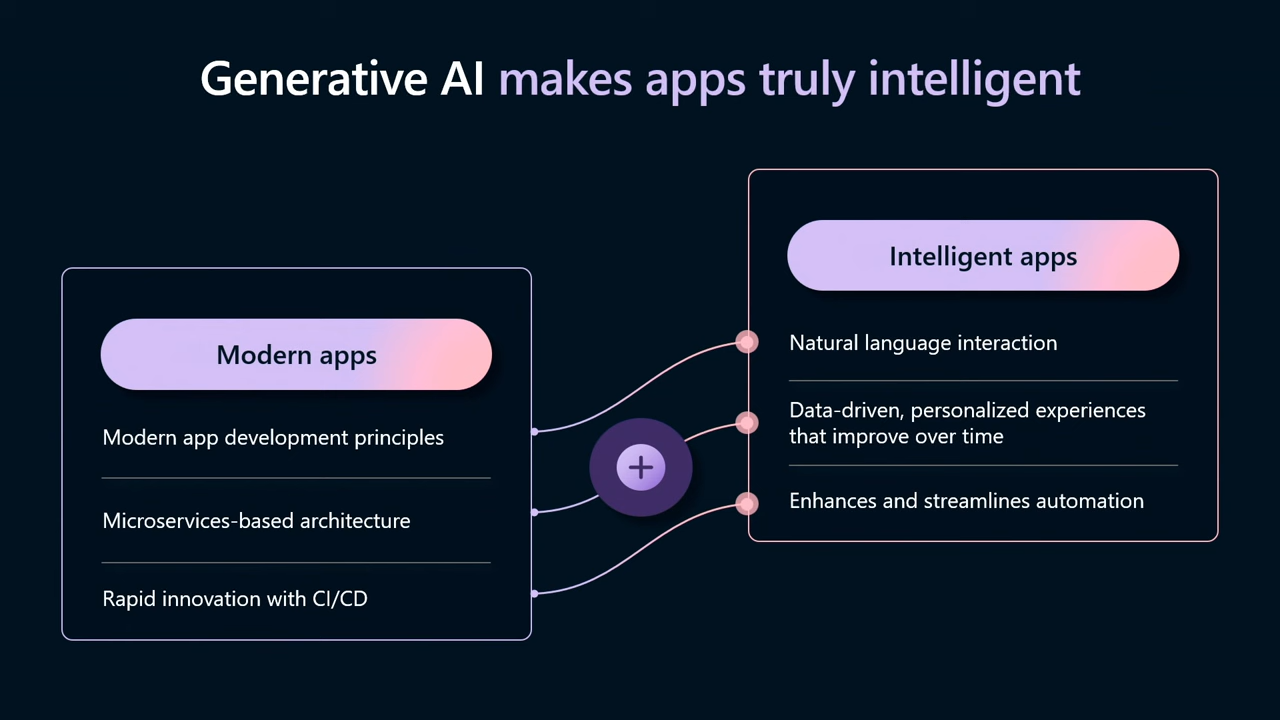 Generative AI makes apps truly intelligent
Modern apps
Modern app development principles
Microservices-based architecture
Rapid innovation with CI/CD
Intelligent apps
Natural language interaction
Data-driven, personalized experiences
that improve over time
Enhances and streamlines automation